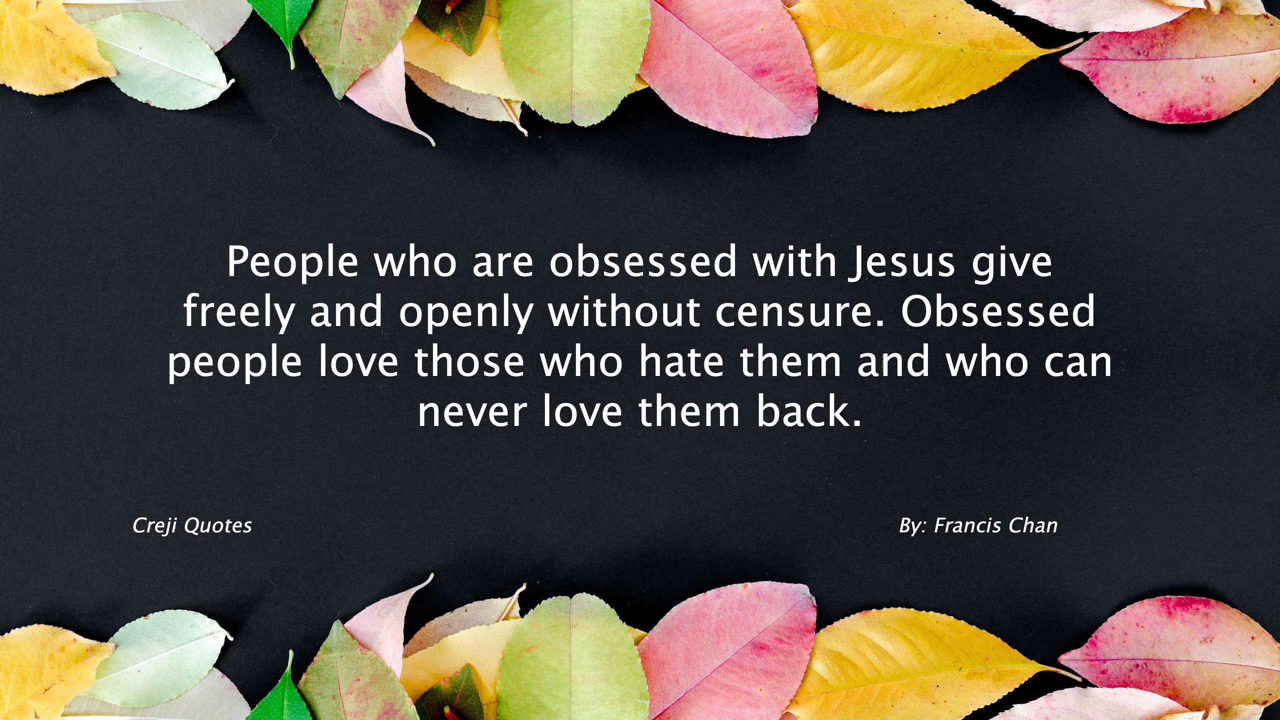 People who are obsessed with Jesus give
freely and openly without censure. Obsessed
people love those who hate them and who can
never love them back.
Creji Quotes
By: Francis Chan